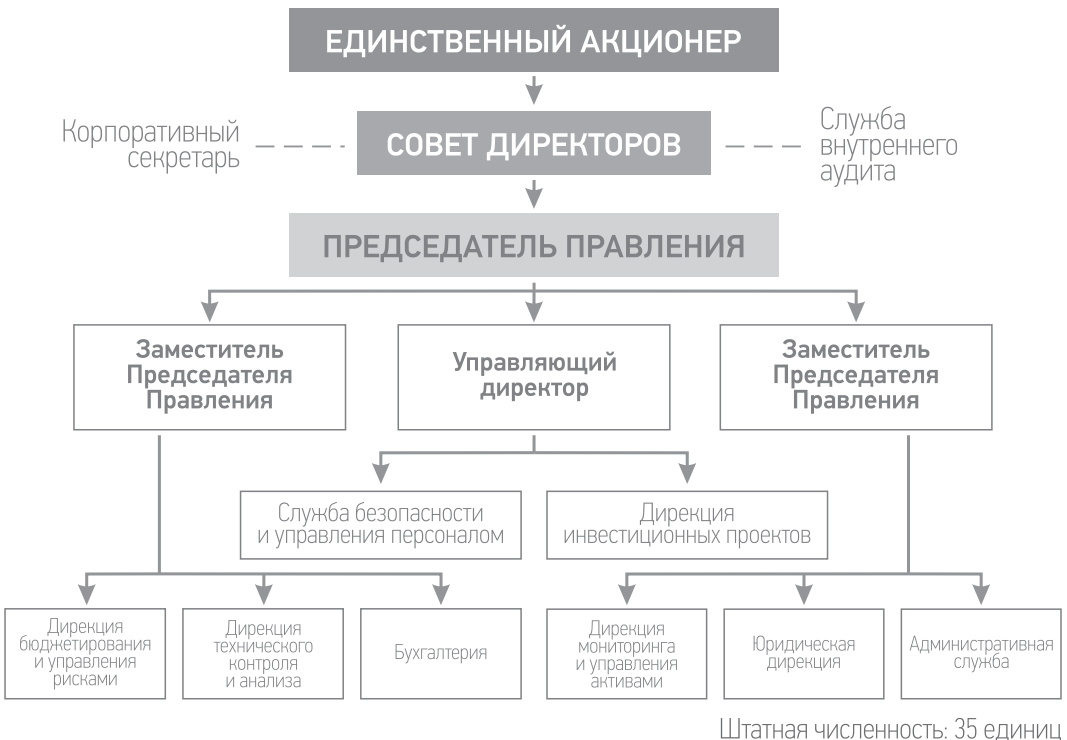 ЕДИНСТВЕННЫЙ АКЦИОНЕР
Корпоративный
секретарь
СОВЕТ ДИРЕКТОРОВ
Служба
внутреннего
аудита
ПРЕДСЕДАТЕЛЬ ПРАВЛЕНИЯ
Заместитель
Председателя
Правления
Управляющий
директор
Заместитель
Председателя
Правления
Служба безопасности
и управления персоналом
Дирекция
инвестиционных проектов
Дирекция
бюджетирования
и управления
рисками
Дирекция
технического
контроля
и анализа
Бухгалтерия
Дирекция
мониторинга
и управления
активами
Юридическая
дирекция
Административная
служба
Штатная численность: 35 единиц